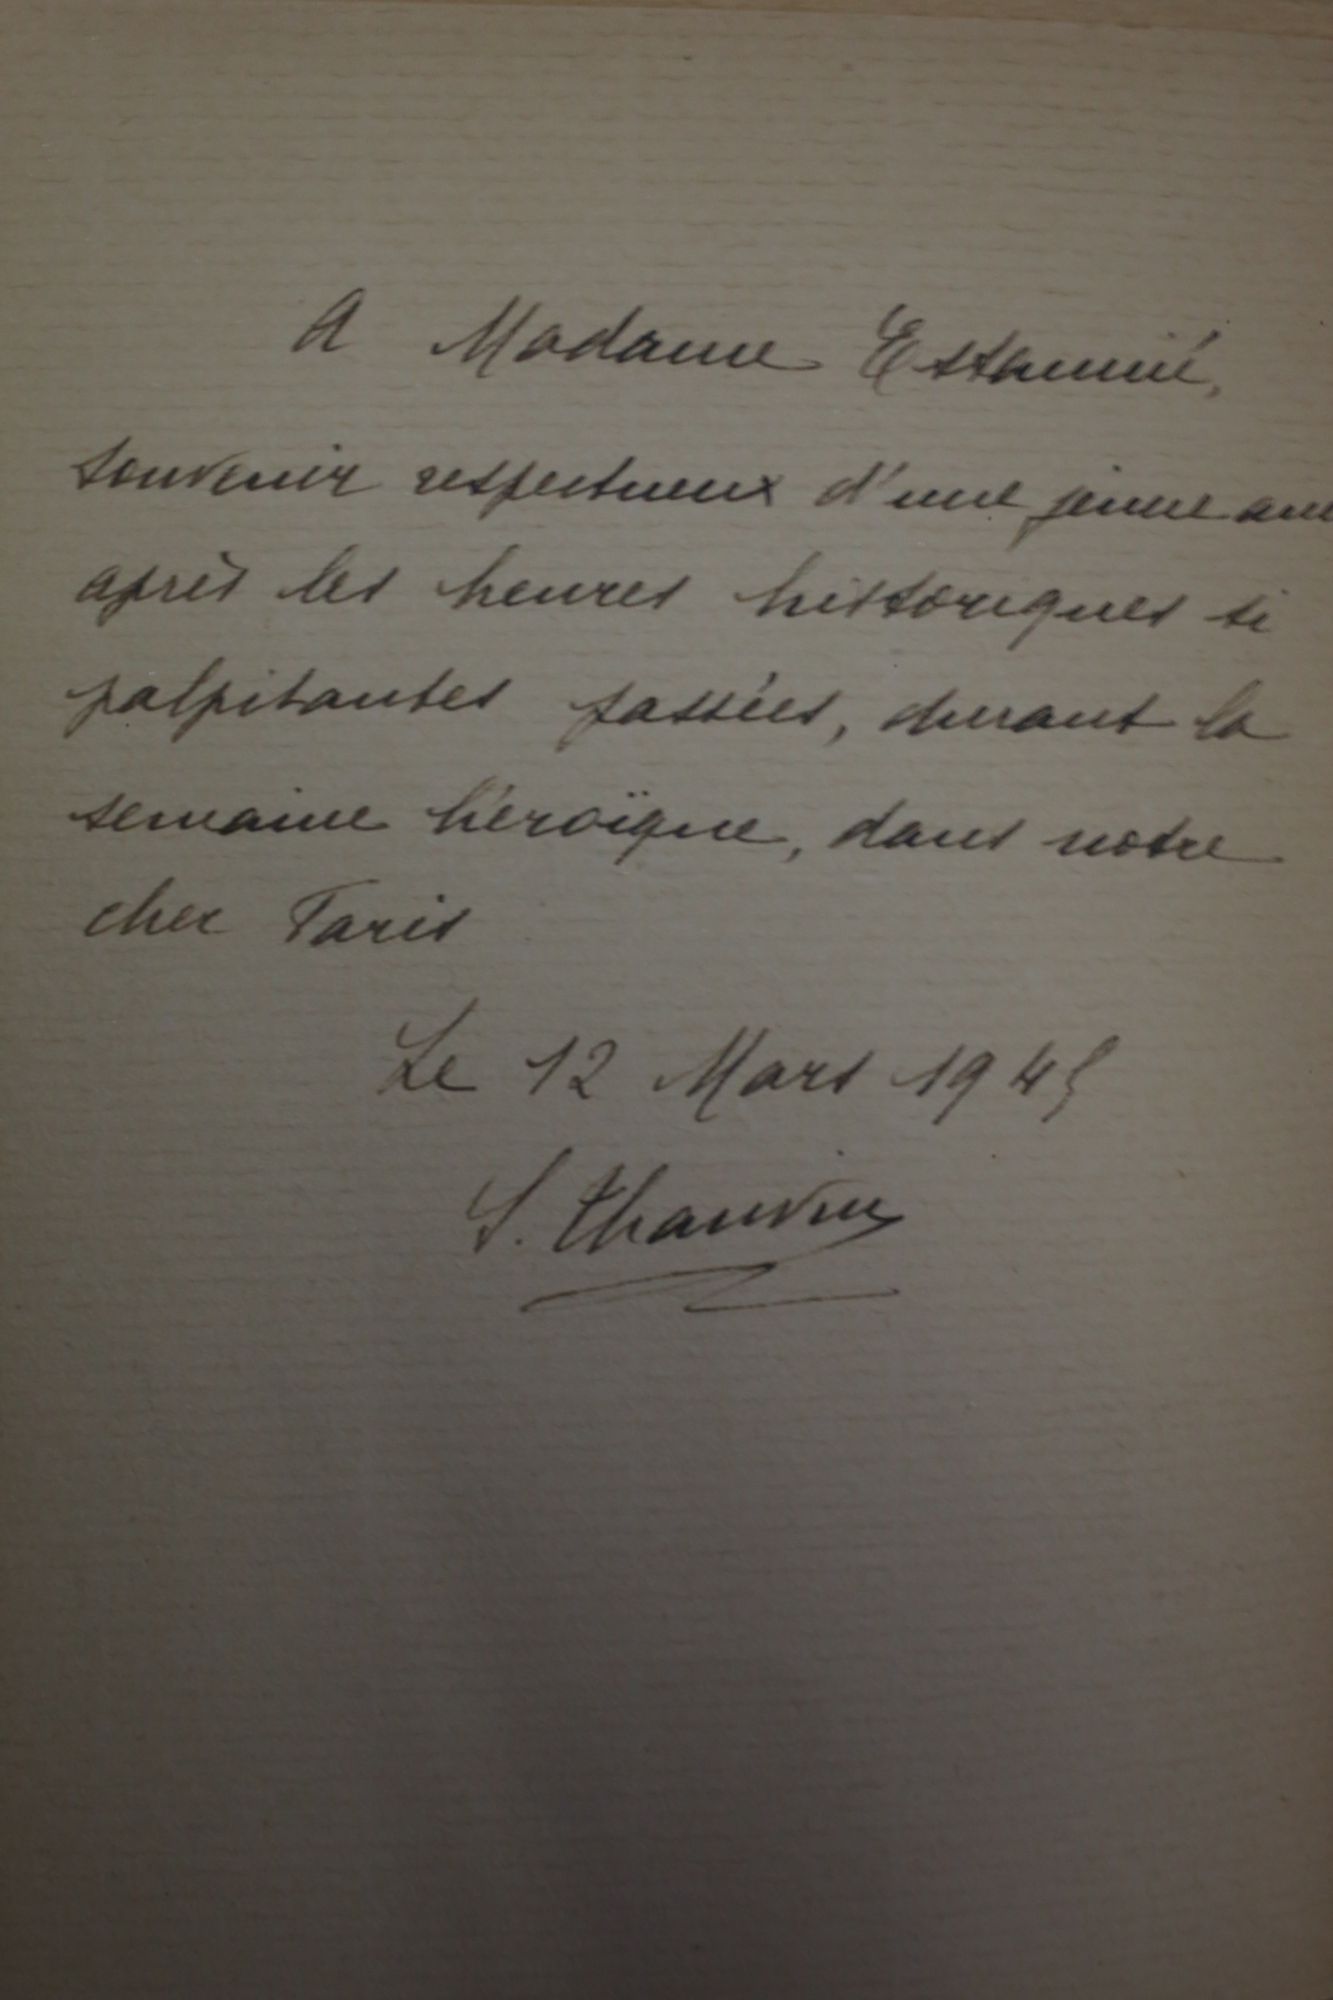 A Madame Estaunié,
souvenir respectueux d'une jeune
après les heures historiques si
palpitantes passées, durant la
semaine héroïque, dans notre
cher Paris
Le 12 Mars 1945
S. Chauvin